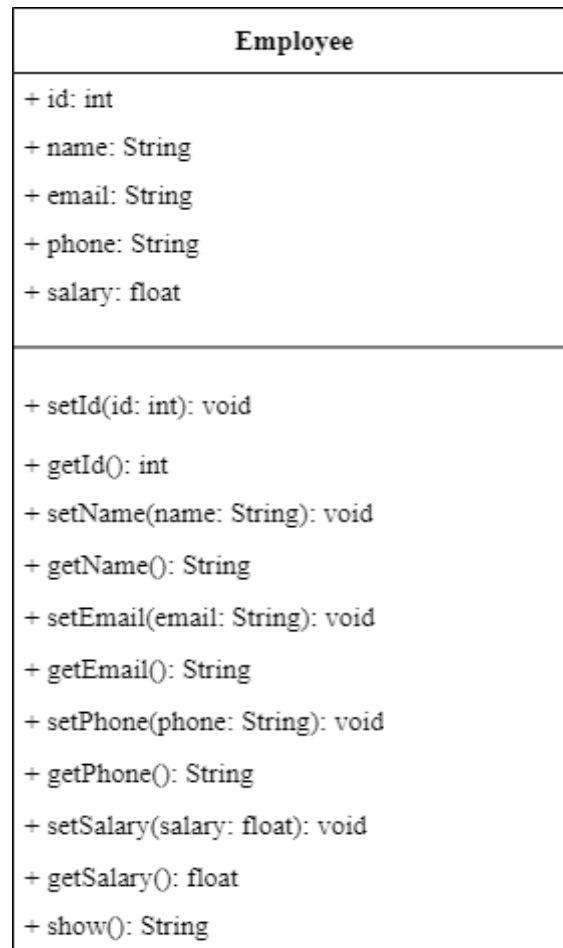 Employee
+ id: int
+ name: String
+ email: String
+ phone: String
+ salary: float
+ setId(id: int): void
+ getId(): int
+ setName(name: String): void
+ getName(): String
+ setEmail(email: String): void
+ getEmail(): String
+ setPhone(phone: String): void
+ getPhone(): String
+ setSalary(salary: float): void
+ getSalary(): float
+ show(): String